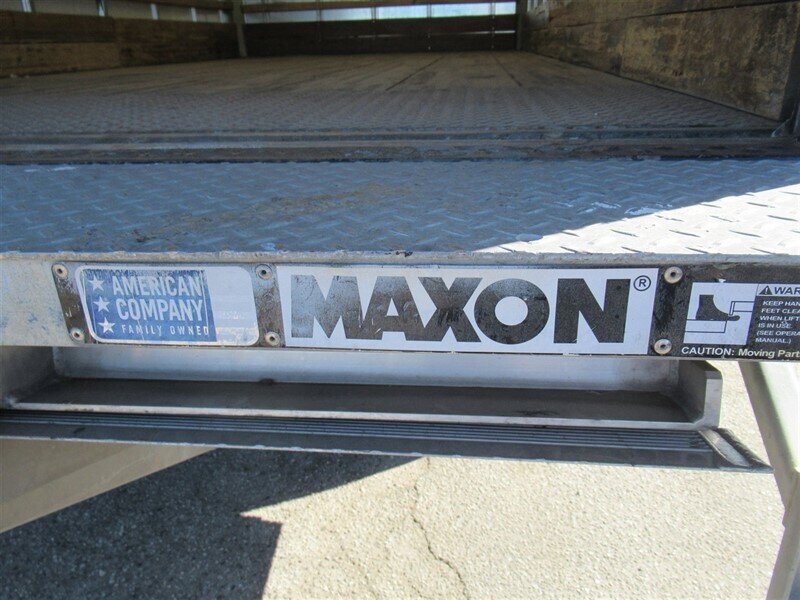 AMERICAN
COMPANY
FAMILY OWNED
MAXON®
KEEP HAN
FEET CLEA
WHEN LIFT
IS IN USE.
(SEE OPERA
MANUAL.)
CAUTION: Moving Part